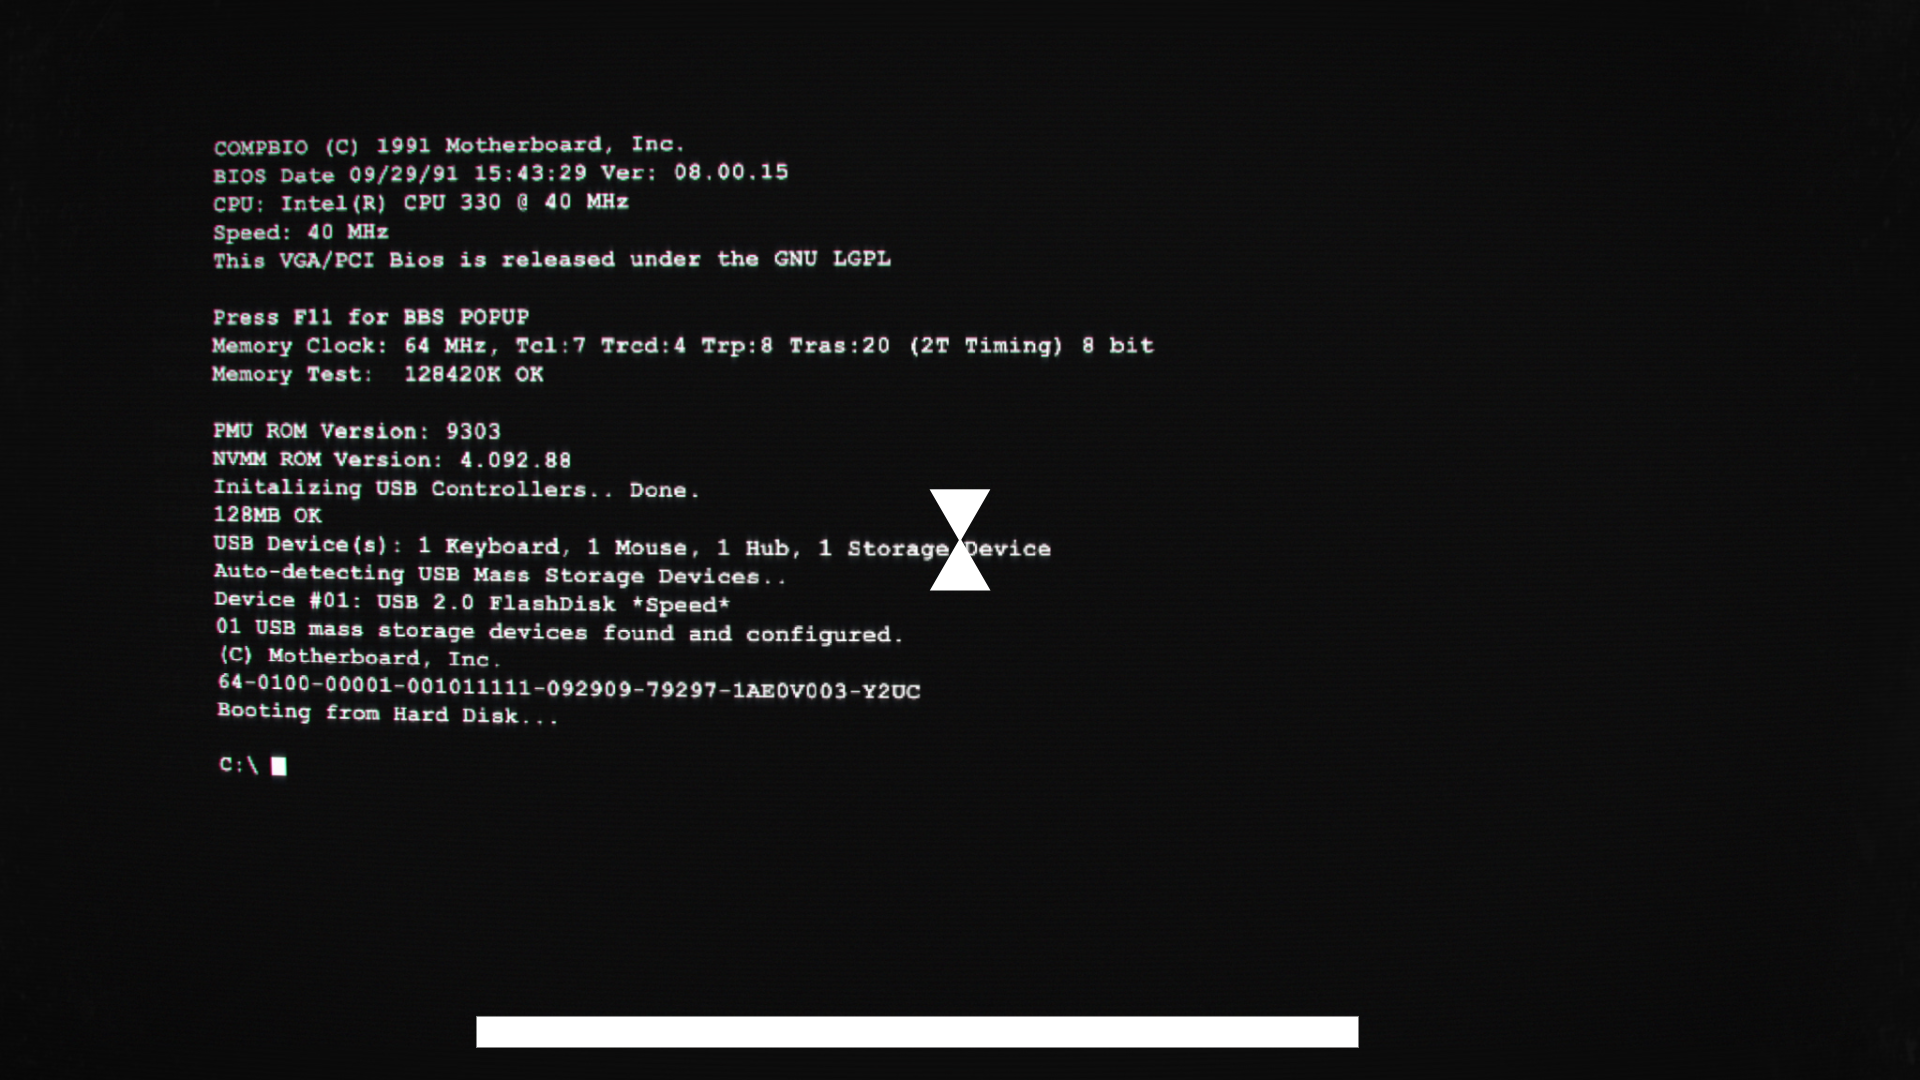 COMPBIO (C) 1991 Motherboard, Inc.
BIOS Date 09/29/91 15:43:29 Ver: 08.00.15
CPU: Intel(R) CPU 330 @ 40 MHz
Speed: 40 MHz
This VGA/PCI Bios is released under the GNU LGPL
Press F11 for BBS POPUP
Memory Clock: 64 MHz, Tcl:7 Trcd:4 Trp:8 Tras:20 (2T Timing) 8 bit
Memory Test:  128420K OK
PMU ROM Version: 9303
NVMM ROM Version: 4.092.88
Initalizing USB Controllers.. Done.
128MB OK
USB Device(s): 1 Keyboard, 1 Mouse, 1 Hub, 1 Storage Device
Auto-detecting USB Mass Storage Devices..
Device #01: USB 2.0 FlashDisk *Speed*
01 USB mass storage devices found and configured.
(C) Motherboard, Inc.
64-0100-00001-001011111-092909-79297-1AE0V003-Y2UC
Booting from Hard Disk...
C:\